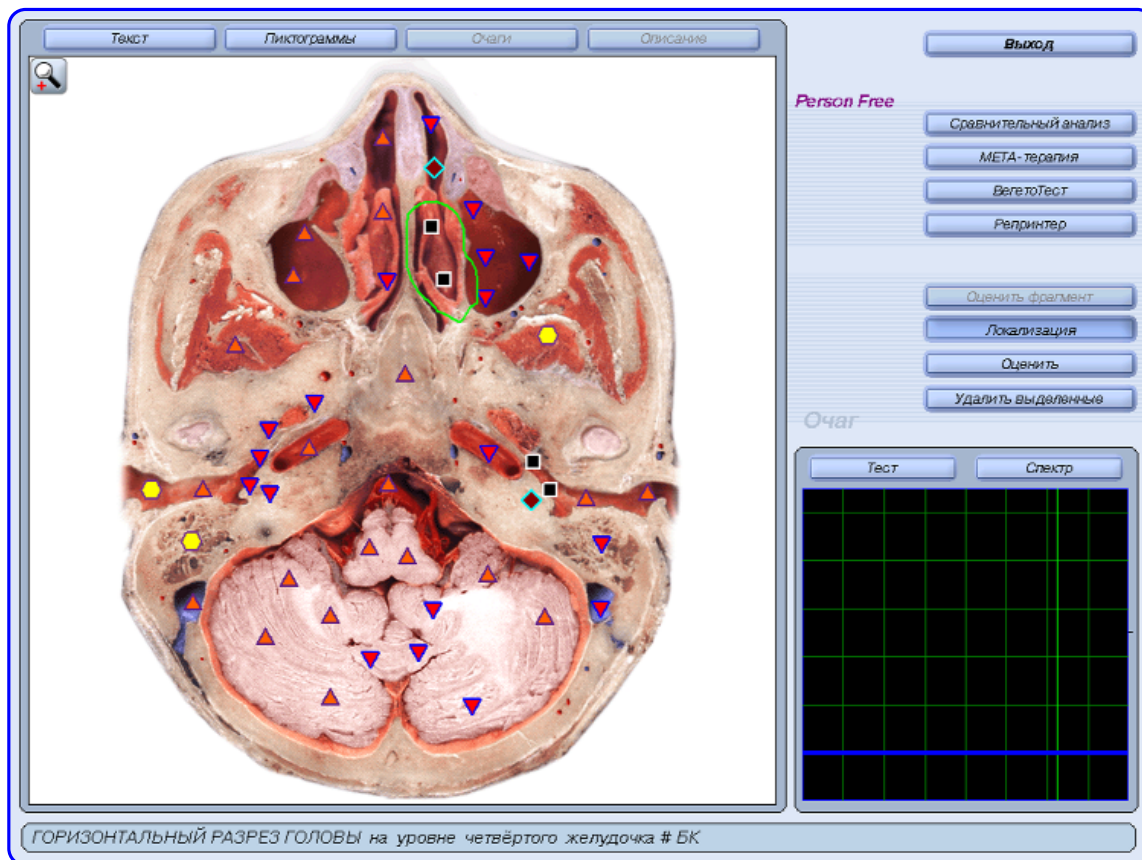 Текст
Пиктограммы
Очаги
Описание
Выход
Person Free
Сравнительный анализ
МЕТА-терапия
ВегетоТест
Репринтер
Оценить фрагмент
Локализация
Оценить
Удалить выделенные
Очаг
Тест
Спектр
ГОРИЗОНТАЛЬНЫЙ РАЗРЕЗ ГОЛОВЫ на уровне четвёртого желудочка # БК